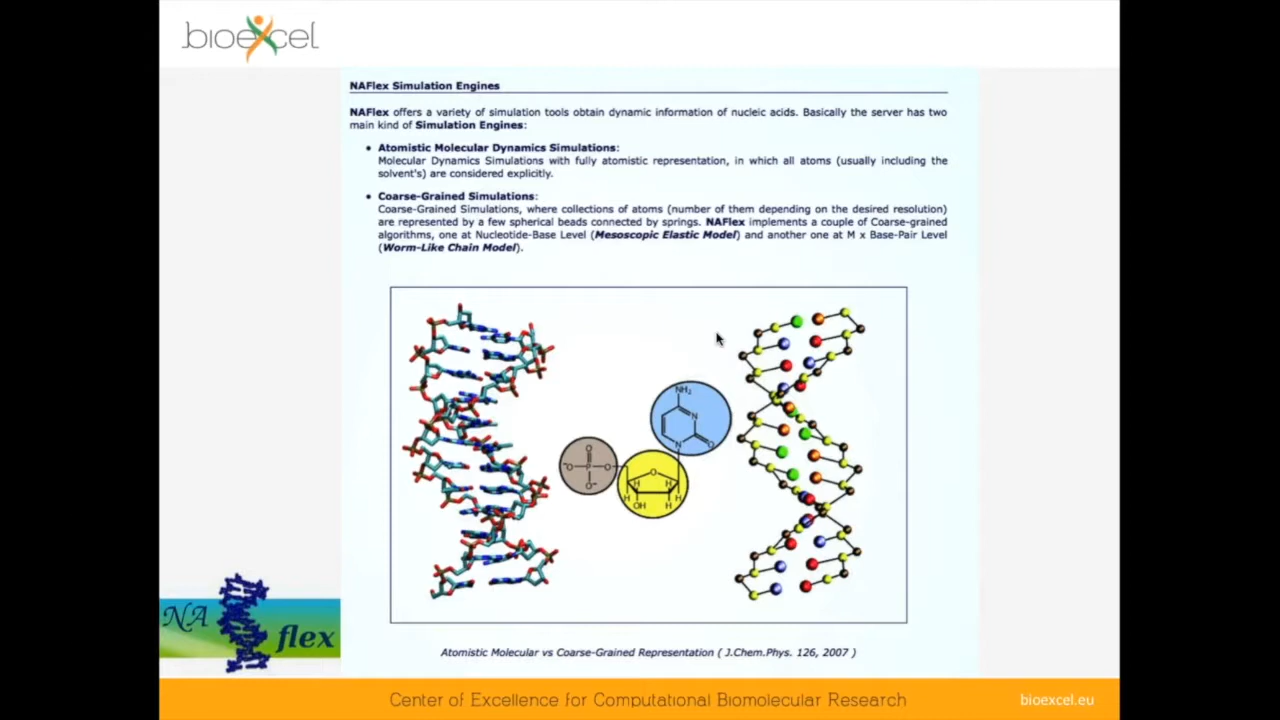 bioexcel
NAFlex Simulation Engines
NAFlex offers a variety of simulation tools obtain dynamic information of nucleic acids. Basically the server has two
main kind of Simulation Engines:
• Atomistic Molecular Dynamics Simulations:
Molecular Dynamics Simulations with fully atomistic representation, in which all atoms (usually including the
solvent's) are considered explicitly.
• Coarse-Grained Simulations:
Coarse-Grained Simulations, where collections of atoms (number of them depending on the desired resolution)
are represented by a few spherical beads connected by springs. NAFlex implements a couple of Coarse-grained
algorithms, one at Nucleotide-Base Level (Mesoscopic Elastic Model) and another one at M x Base-Pair Level
(Worm-Like Chain Model).
NH₂
N
N
O
O
⁻O P O
O⁻
O
H H
H H
OH H
NA
flex
Atomistic Molecular vs Coarse-Grained Representation ( J.Chem.Phys. 126, 2007 )
Center of Excellence for Computational Biomolecular Research
bioexcel.eu